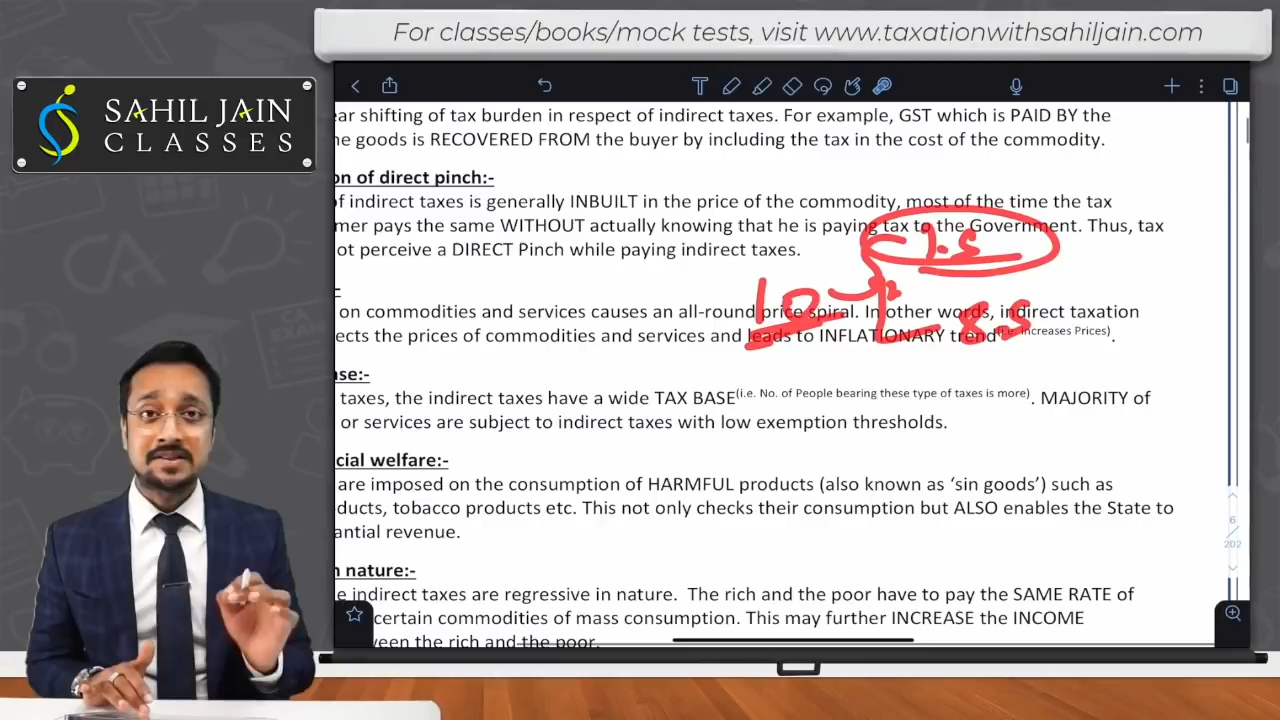 For classes/books/mock tests, visit www.taxationwithsahiljain.com
SAHIL JAIN
CLASSES
ear shifting of tax burden in respect of indirect taxes. For example, GST which is PAID BY the
he goods is RECOVERED FROM the buyer by including the tax in the cost of the commodity.
on of direct pinch:-
of indirect taxes is generally INBUILT in the price of the commodity, most of the time the tax
mer pays the same WITHOUT actually knowing that he is paying tax to the Government. Thus, tax
ot perceive a DIRECT Pinch while paying indirect taxes.
1.5
10
8.5
on commodities and services causes an all-round price spiral. In other words, indirect taxation
ects the prices of commodities and services and leads to INFLATIONARY trend(i.e. Increases Prices).
ase:-
taxes, the indirect taxes have a wide TAX BASE(i.e. No. of People bearing these type of taxes is more). MAJORITY of
or services are subject to indirect taxes with low exemption thresholds.
cial welfare:-
are imposed on the consumption of HARMFUL products (also known as ‘sin goods’) such as
ducts, tobacco products etc. This not only checks their consumption but ALSO enables the State to
antial revenue.
n nature:-
e indirect taxes are regressive in nature. The rich and the poor have to pay the SAME RATE of
certain commodities of mass consumption. This may further INCREASE the INCOME
ween the rich and the poor.
6
202